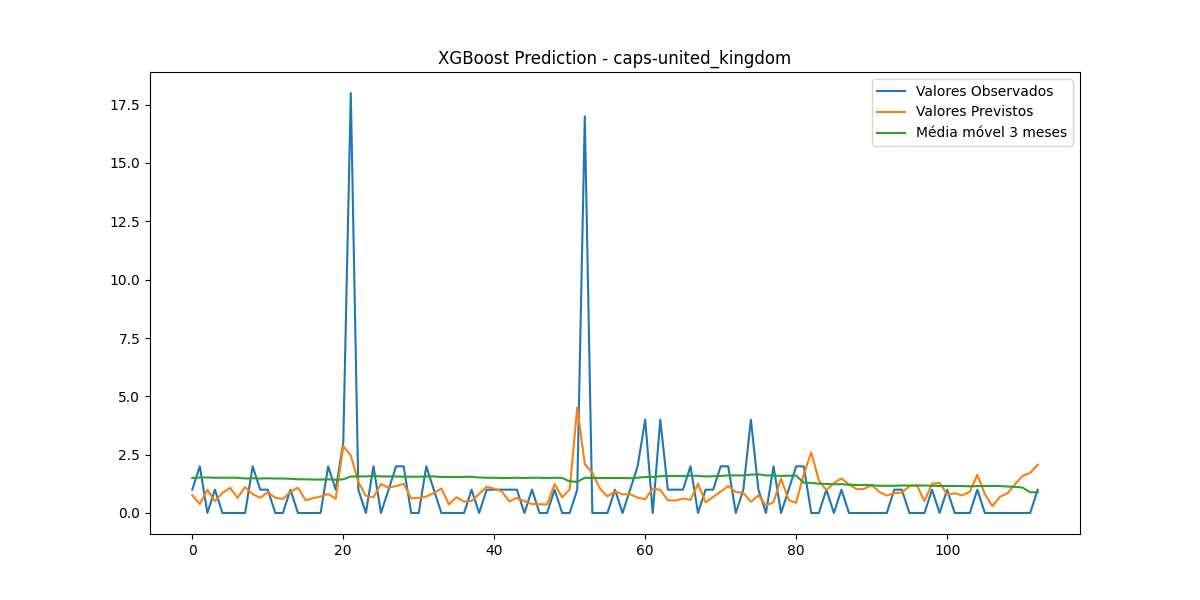 XGBoost Prediction - caps-united_kingdom
Valores Observados
Valores Previstos
Média móvel 3 meses
17.5
15.0
12.5
10.0
7.5
5.0
2.5
0.0
0 20 40 60 80 100